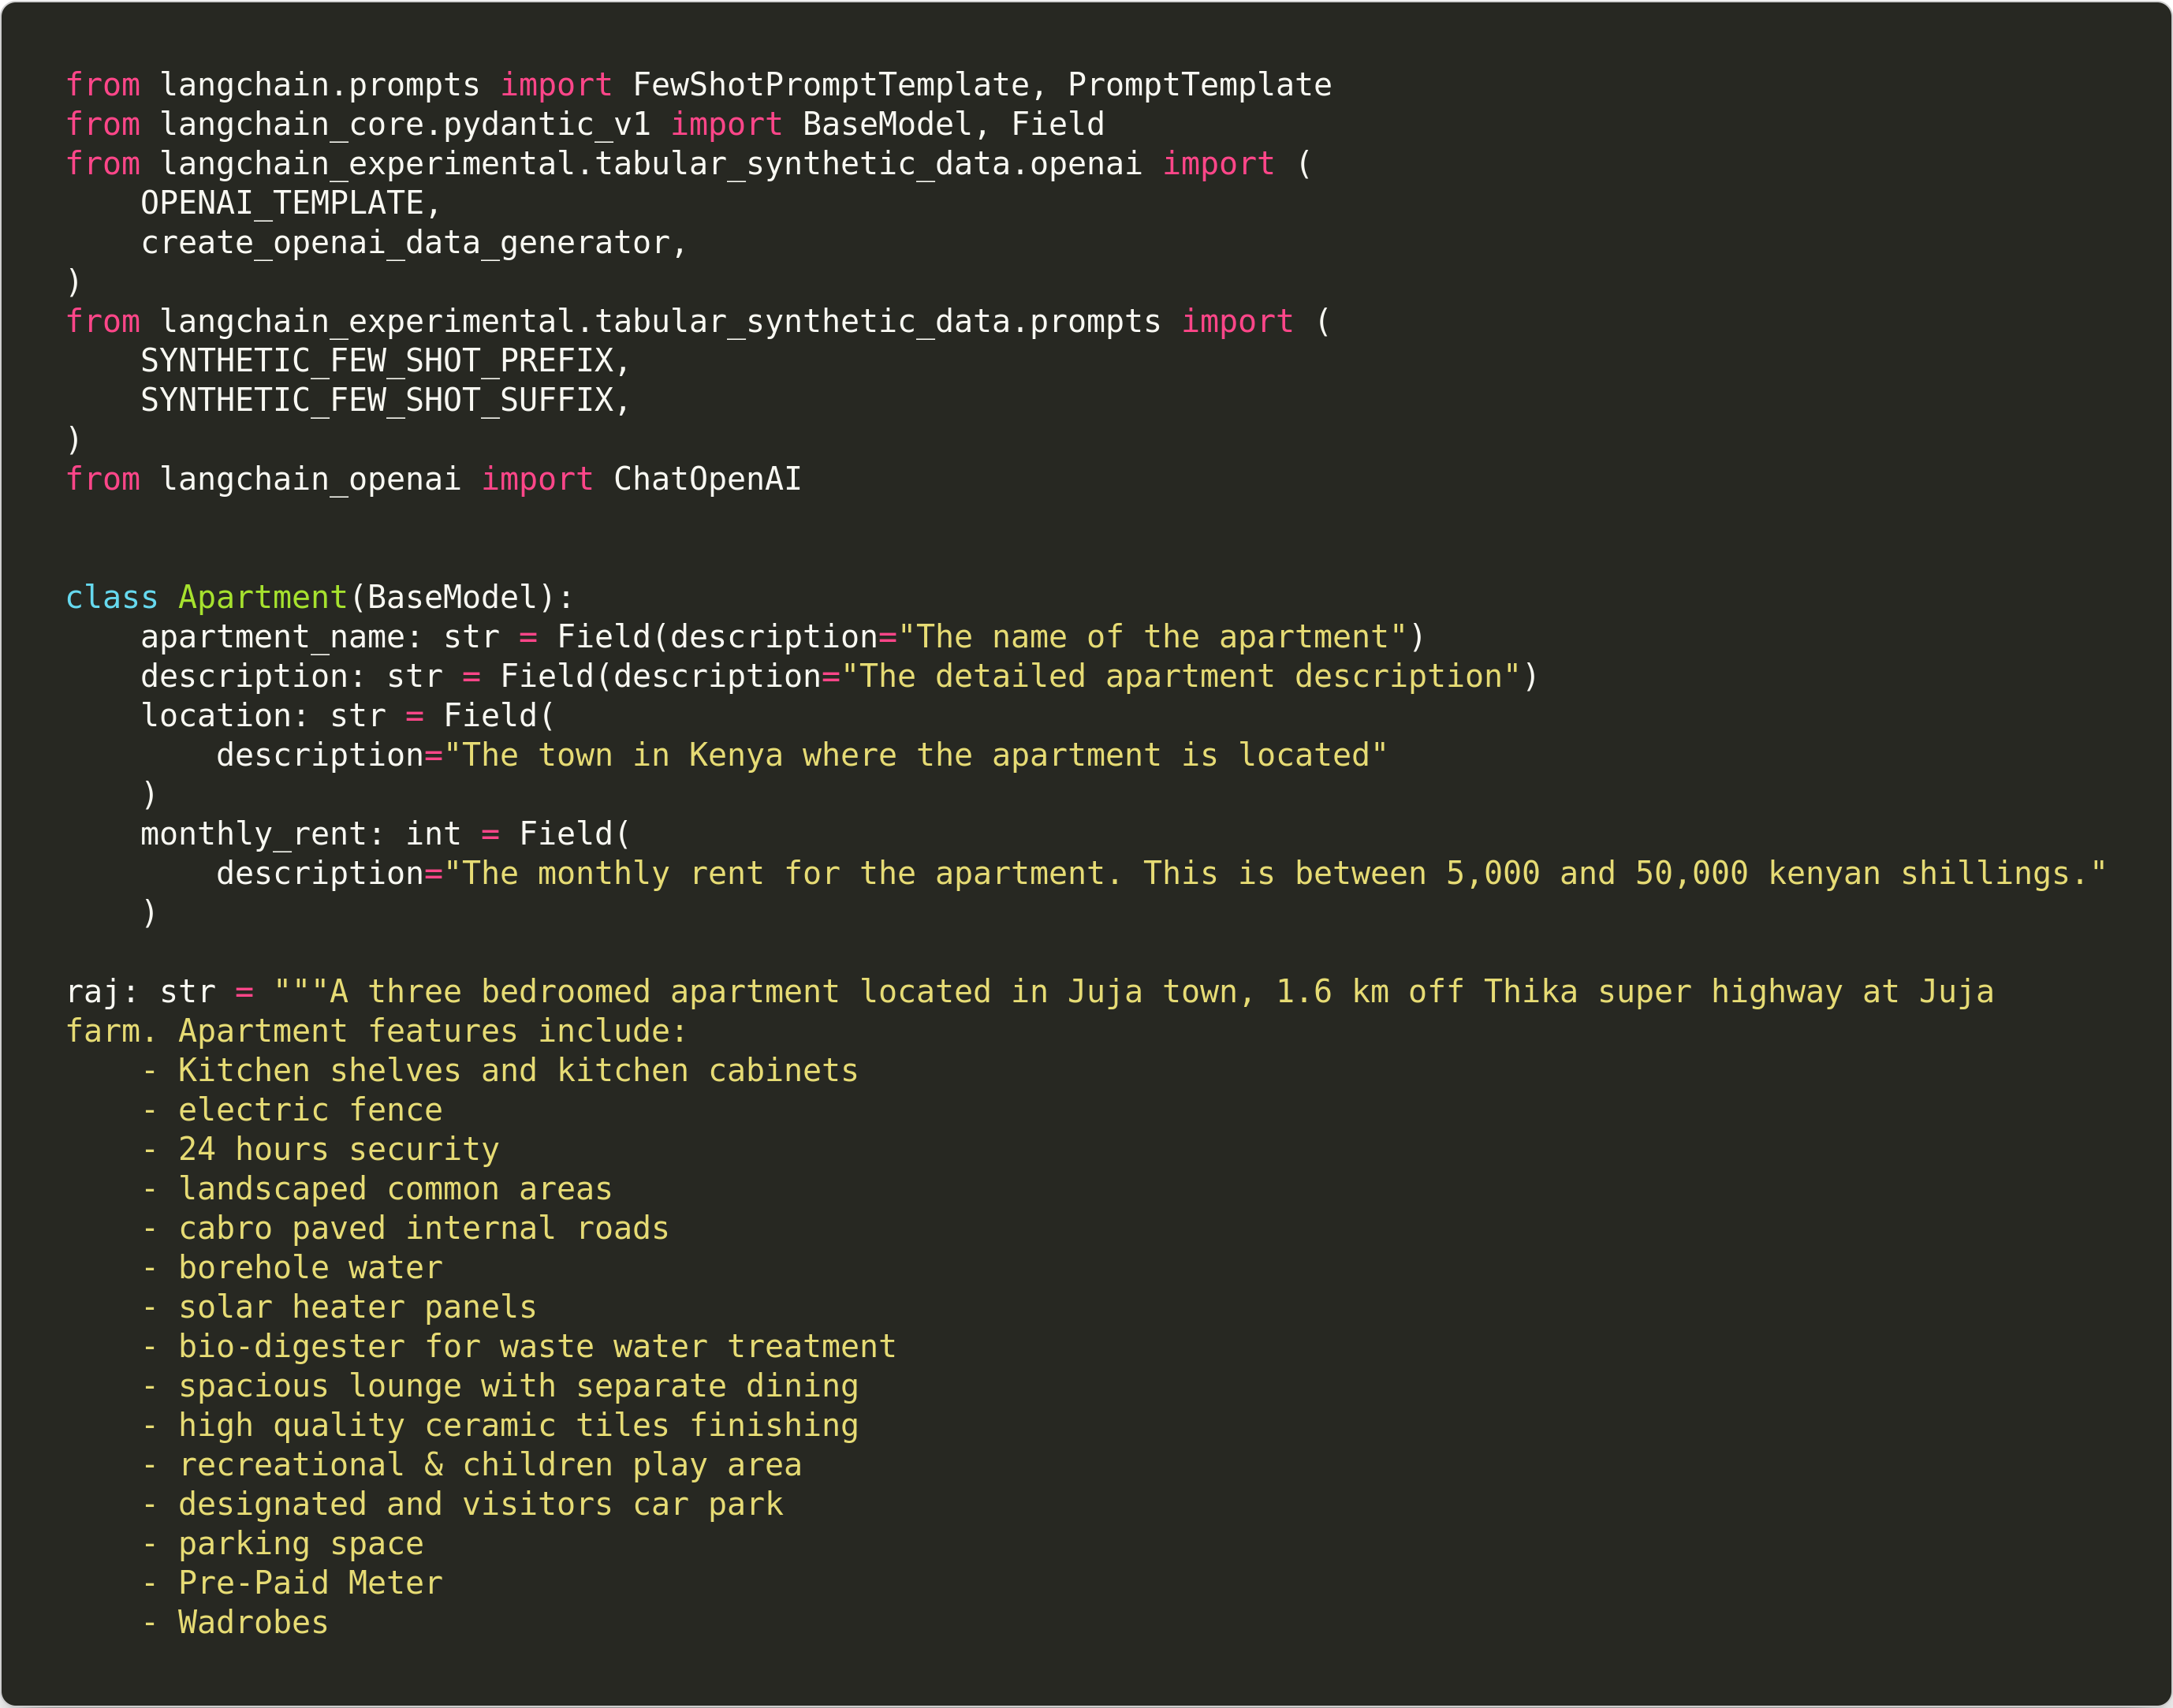 from langchain.prompts import FewShotPromptTemplate, PromptTemplate
from langchain_core.pydantic_v1 import BaseModel, Field
from langchain_experimental.tabular_synthetic_data.openai import (
    OPENAI_TEMPLATE,
    create_openai_data_generator,
)
from langchain_experimental.tabular_synthetic_data.prompts import (
    SYNTHETIC_FEW_SHOT_PREFIX,
    SYNTHETIC_FEW_SHOT_SUFFIX,
)
from langchain_openai import ChatOpenAI


class Apartment(BaseModel):
    apartment_name: str = Field(description="The name of the apartment")
    description: str = Field(description="The detailed apartment description")
    location: str = Field(
        description="The town in Kenya where the apartment is located"
    )
    monthly_rent: int = Field(
        description="The monthly rent for the apartment. This is between 5,000 and 50,000 kenyan shillings."
    )

raj: str = """A three bedroomed apartment located in Juja town, 1.6 km off Thika super highway at Juja
farm. Apartment features include:
    - Kitchen shelves and kitchen cabinets
    - electric fence
    - 24 hours security
    - landscaped common areas
    - cabro paved internal roads
    - borehole water
    - solar heater panels
    - bio-digester for waste water treatment
    - spacious lounge with separate dining
    - high quality ceramic tiles finishing
    - recreational & children play area
    - designated and visitors car park
    - parking space
    - Pre-Paid Meter
    - Wadrobes